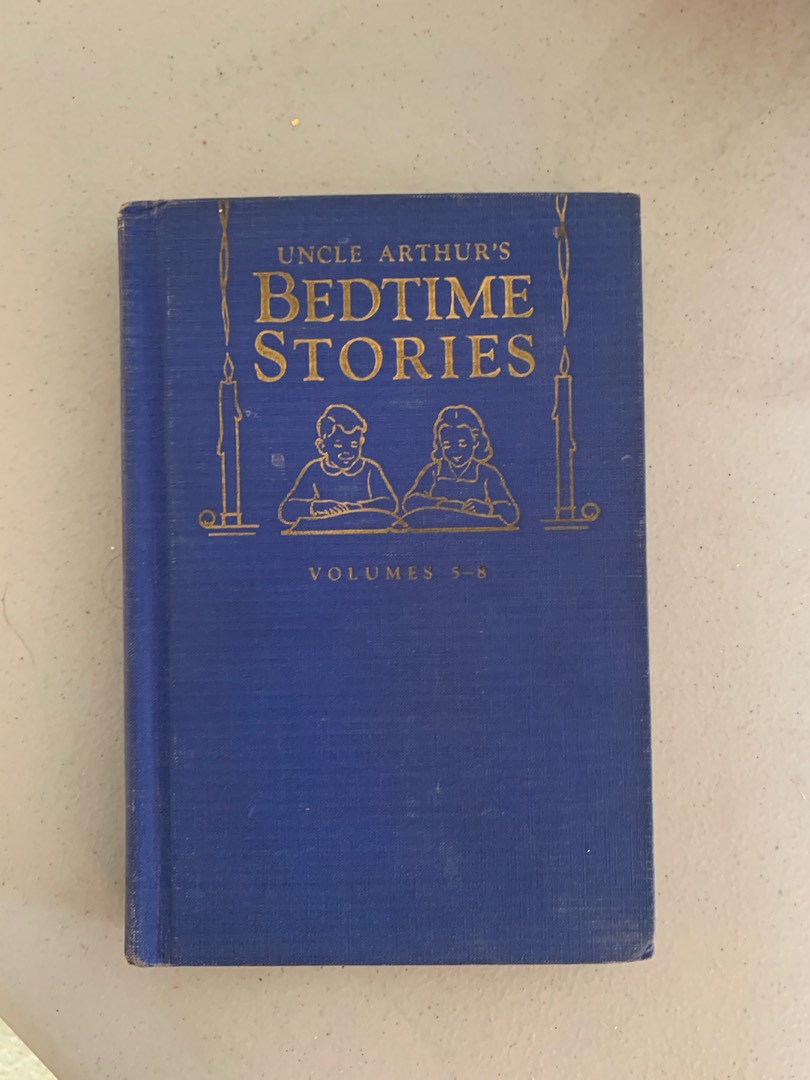 UNCLE ARTHUR'S
BEDTIME
STORIES
VOLUMES 5–8